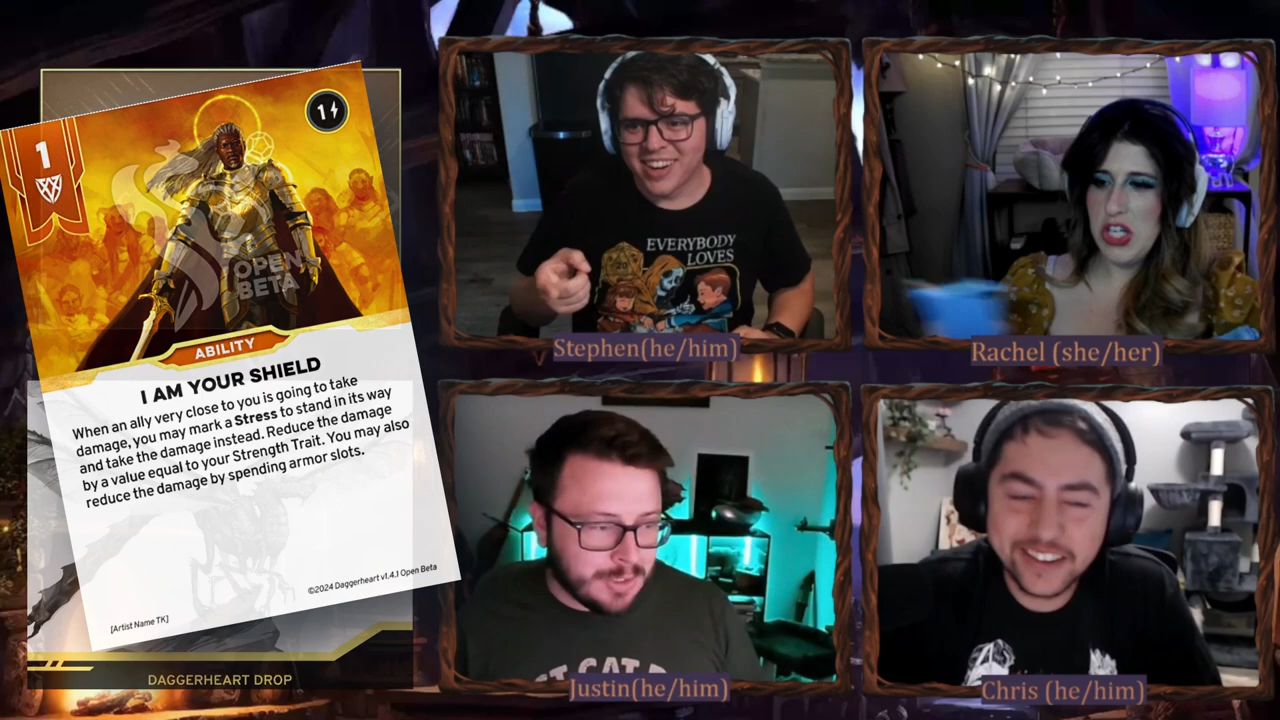 1
1
OPEN
BETA
ABILITY
I AM YOUR SHIELD
When an ally very close to you is going to take
damage, you may mark a Stress to stand in its way
and take the damage instead. Reduce the damage
by a value equal to your Strength Trait. You may also
reduce the damage by spending armor slots.
©2024 Daggerheart v1.4.1 Open Beta
[Artist Name TK]
DAGGERHEART DROP
20
EVERYBODY
LOVES
Stephen(he/him)
Rachel (she/her)
CAT
Justin(he/him)
Chris (he/him)